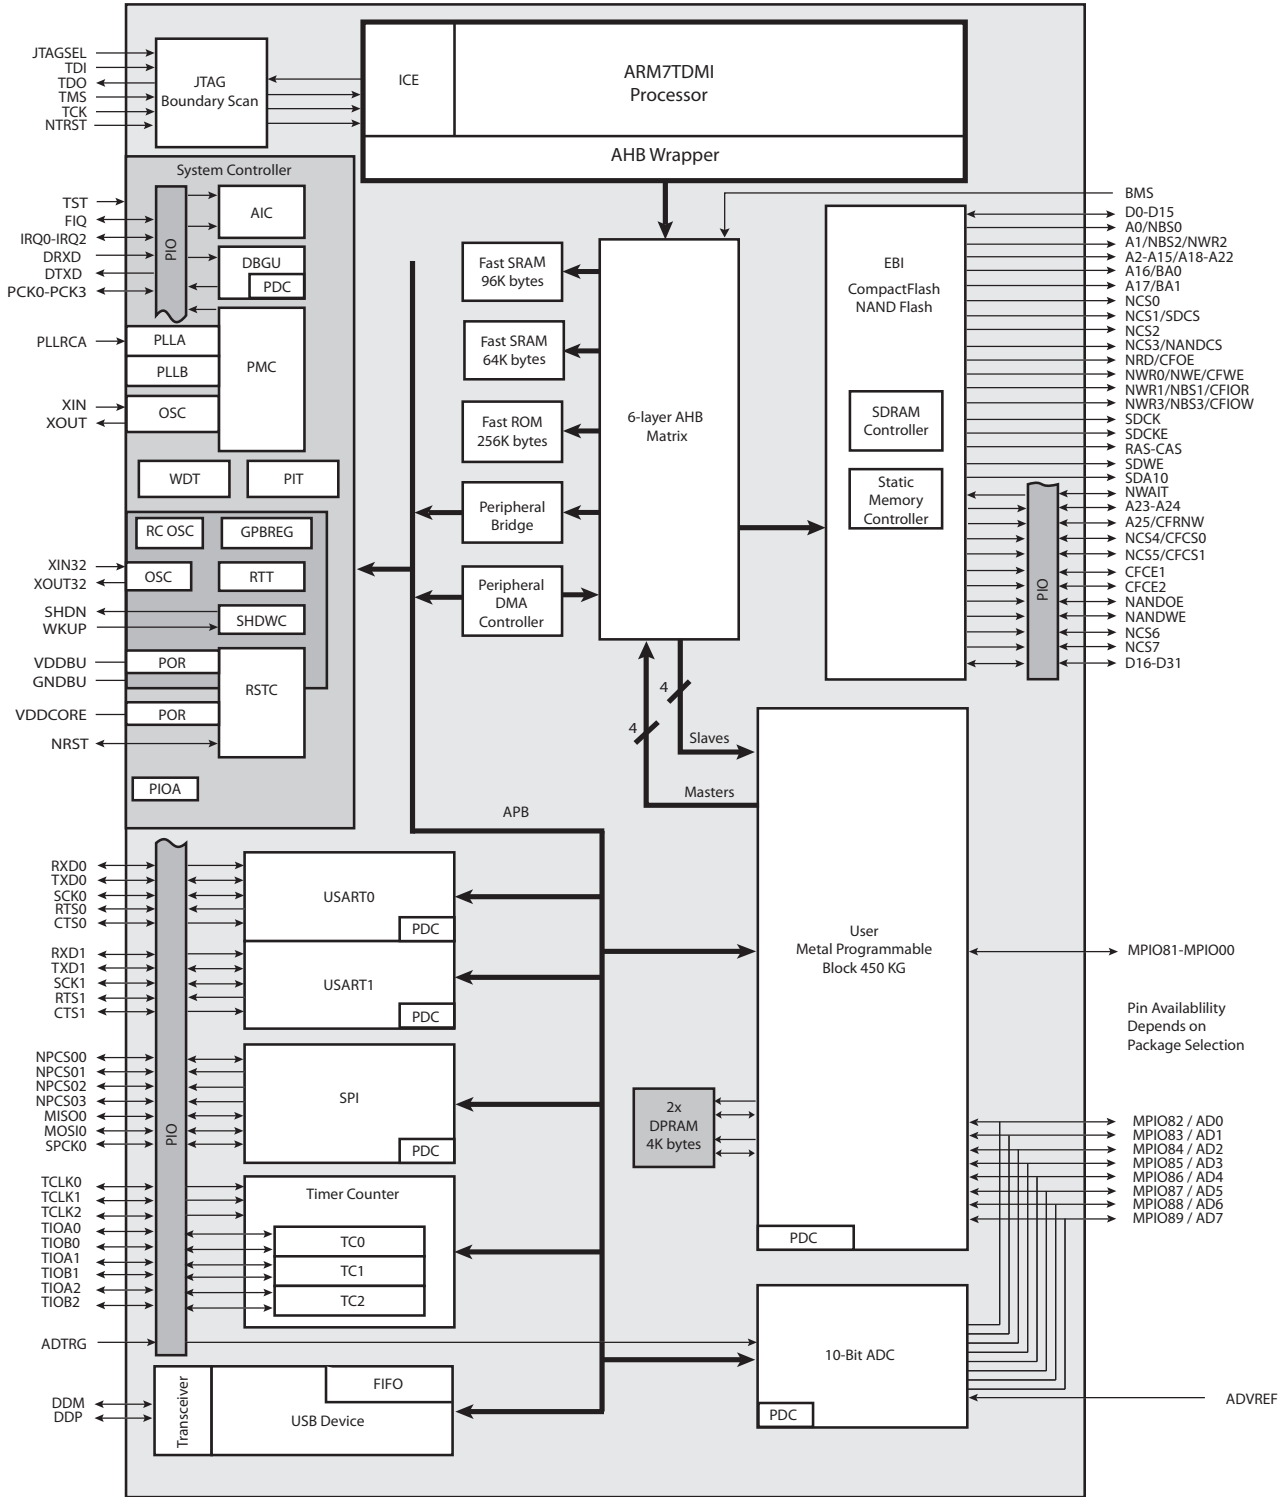 JTAGSEL
TDI
TDO
TMS
TCK
NTRST
JTAG
Boundary Scan
ICE
ARM7TDMI
Processor
AHB Wrapper
System Controller
TST
FIQ
IRQ0-IRQ2
DRXD
DTXD
PCK0-PCK3
PLLRCA
XIN
XOUT
PIO
AIC
DBGU
PDC
PLLA
PLLB
OSC
PMC
WDT
PIT
RC OSC
GPBREG
OSC
RTT
SHDWC
POR
RSTC
POR
PIOA
XIN32
XOUT32
SHDN
WKUP
VDDBU
GNDBU
VDDCORE
NRST
Fast SRAM
96K bytes
Fast SRAM
64K bytes
Fast ROM
256K bytes
Peripheral
Bridge
Peripheral
DMA
Controller
6-layer AHB
Matrix
EBI
CompactFlash
NAND Flash
SDRAM
Controller
Static
Memory
Controller
PIO
BMS
D0-D15
A0/NBS0
A1/NBS2/NWR2
A2-A15/A18-A22
A16/BA0
A17/BA1
NCS0
NCS1/SDCS
NCS2
NCS3/NANDCS
NRD/CFOE
NWR0/NWE/CFWE
NWR1/NBS1/CFIOR
NWR3/NBS3/CFIOW
SDCK
SDCKE
RAS-CAS
SDWE
SDA10
NWAIT
A23-A24
A25/CFRNW
NCS4/CFCS0
NCS5/CFCS1
CFCE1
CFCE2
NANDOE
NANDWE
NCS6
NCS7
D16-D31
4
4
Slaves
Masters
APB
RXD0
TXD0
SCK0
RTS0
CTS0
RXD1
TXD1
SCK1
RTS1
CTS1
NPCS00
NPCS01
NPCS02
NPCS03
MISO0
MOSI0
SPCK0
TCLK0
TCLK1
TCLK2
TIOA0
TIOB0
TIOA1
TIOB1
TIOA2
TIOB2
ADTRG
DDM
DDP
PIO
USART0
PDC
USART1
PDC
SPI
PDC
Timer Counter
TC0
TC1
TC2
Transceiver
FIFO
USB Device
2x
DPRAM
4K bytes
User
Metal Programmable
Block 450 KG
PDC
10-Bit ADC
PDC
MPIO81-MPIO00
Pin Availablility
Depends on
Package Selection
MPIO82 / AD0
MPIO83 / AD1
MPIO84 / AD2
MPIO85 / AD3
MPIO86 / AD4
MPIO87 / AD5
MPIO88 / AD6
MPIO89 / AD7
ADVREF